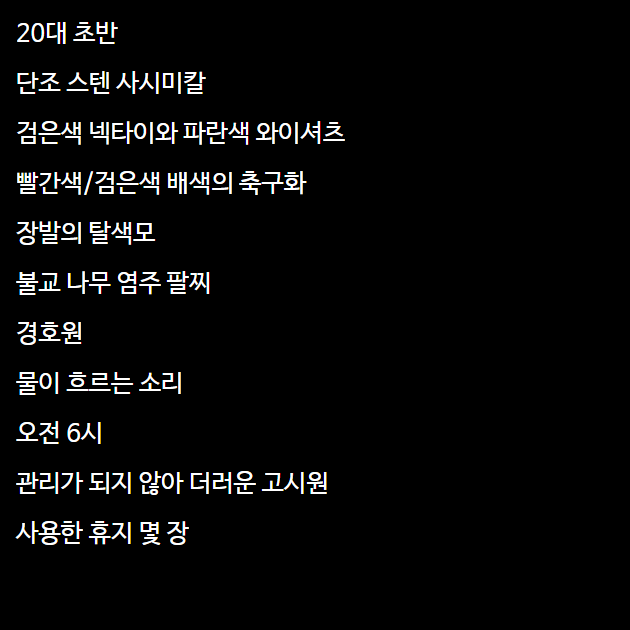 20대 초반
단조 스텐 사시미칼
검은색 넥타이와 파란색 와이셔츠
빨간색/검은색 배색의 축구화
장발의 탈색모
불교 나무 염주 팔찌
경호원
물이 흐르는 소리
오전 6시
관리가 되지 않아 더러운 고시원
사용한 휴지 몇 장